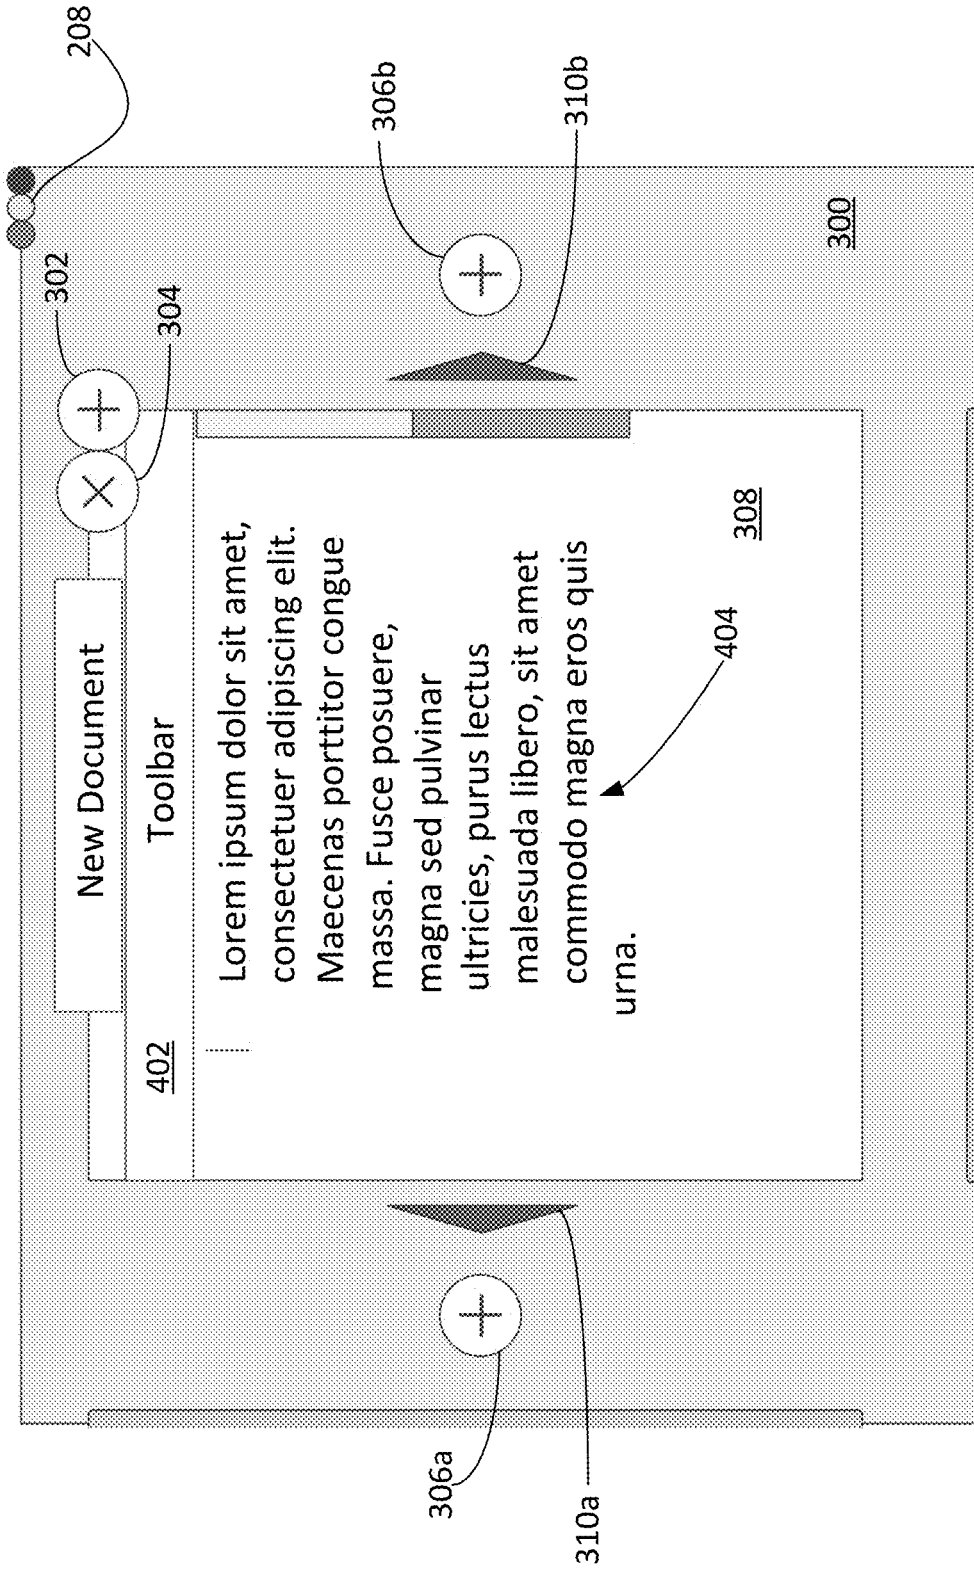 208
302
304
New Document
402
Toolbar
Lorem ipsum dolor sit amet,
consectetuer adipiscing elit.
Maecenas porttitor congue
massa. Fusce posuere,
magna sed pulvinar
ultricies, purus lectus
malesuada libero, sit amet
commodo magna eros quis
urna.
306a
310a
306b
310b
404
308
300